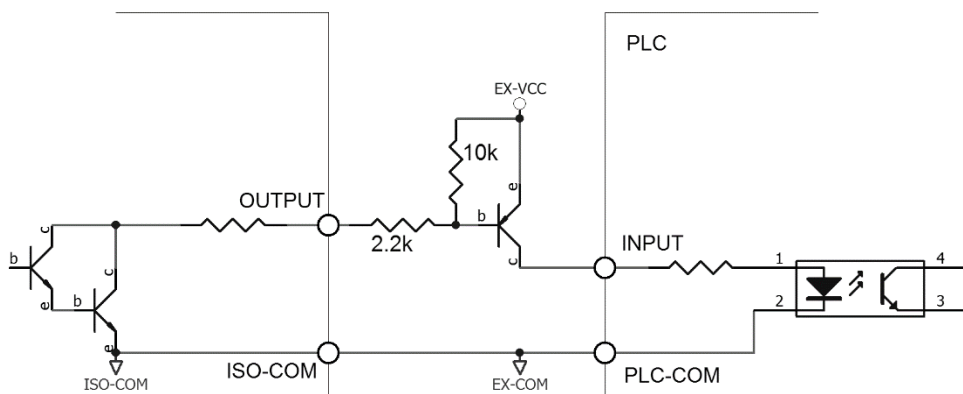 PLC
EX-VCC
10k
e
OUTPUT
b
c
2.2k
c
INPUT
b
c
1
4
e
b
2
3
e
ISO-COM
ISO-COM
EX-COM
PLC-COM